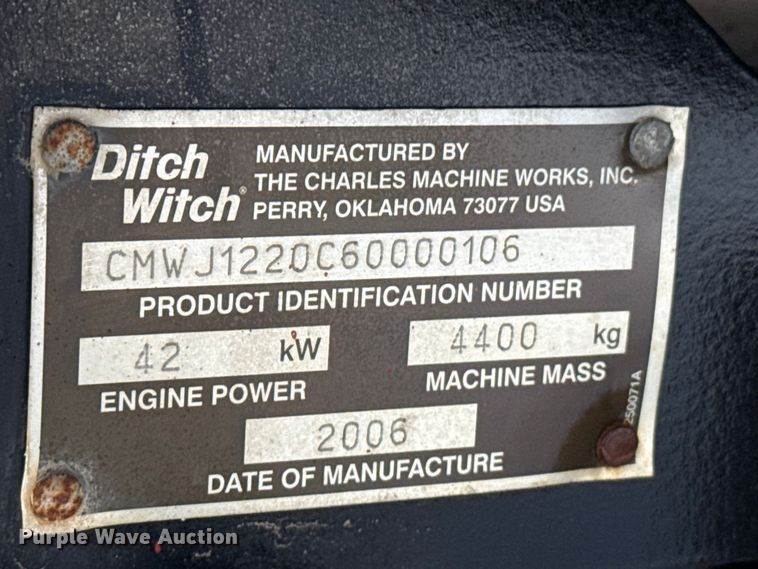 Ditch
Witch®
MANUFACTURED BY
THE CHARLES MACHINE WORKS, INC.
PERRY, OKLAHOMA 73077 USA
CMWJ1220C60000106
PRODUCT IDENTIFICATION NUMBER
42 kW
ENGINE POWER
4400 kg
MACHINE MASS
2006
DATE OF MANUFACTURE
250071A
Purple Wave Auction